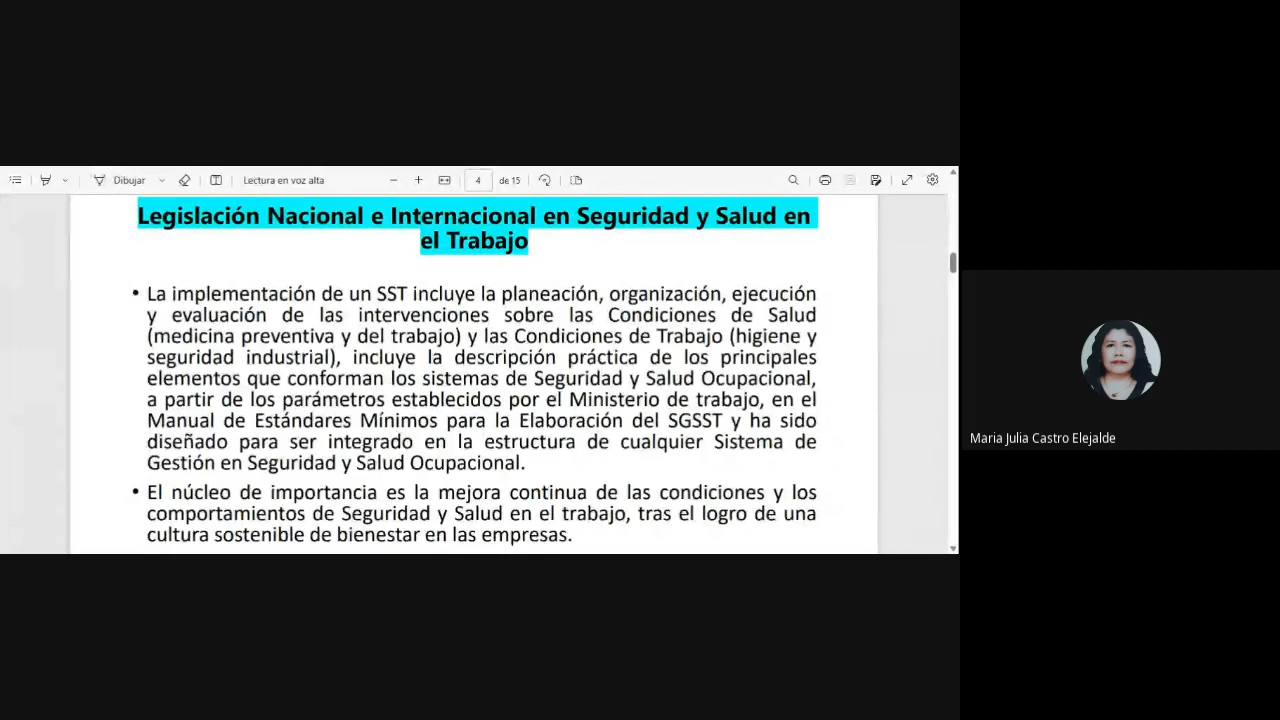 Dibujar
Lectura en voz alta
4
de 15
Legislación Nacional e Internacional en Seguridad y Salud en
el Trabajo
• La implementación de un SST incluye la planeación, organización, ejecución
y evaluación de las intervenciones sobre las Condiciones de Salud
(medicina preventiva y del trabajo) y las Condiciones de Trabajo (higiene y
seguridad industrial), incluye la descripción práctica de los principales
elementos que conforman los sistemas de Seguridad y Salud Ocupacional,
a partir de los parámetros establecidos por el Ministerio de trabajo, en el
Manual de Estándares Mínimos para la Elaboración del SGSST y ha sido
diseñado para ser integrado en la estructura de cualquier Sistema de
Gestión en Seguridad y Salud Ocupacional.
• El núcleo de importancia es la mejora continua de las condiciones y los
comportamientos de Seguridad y Salud en el trabajo, tras el logro de una
cultura sostenible de bienestar en las empresas.
Maria Julia Castro Elejalde